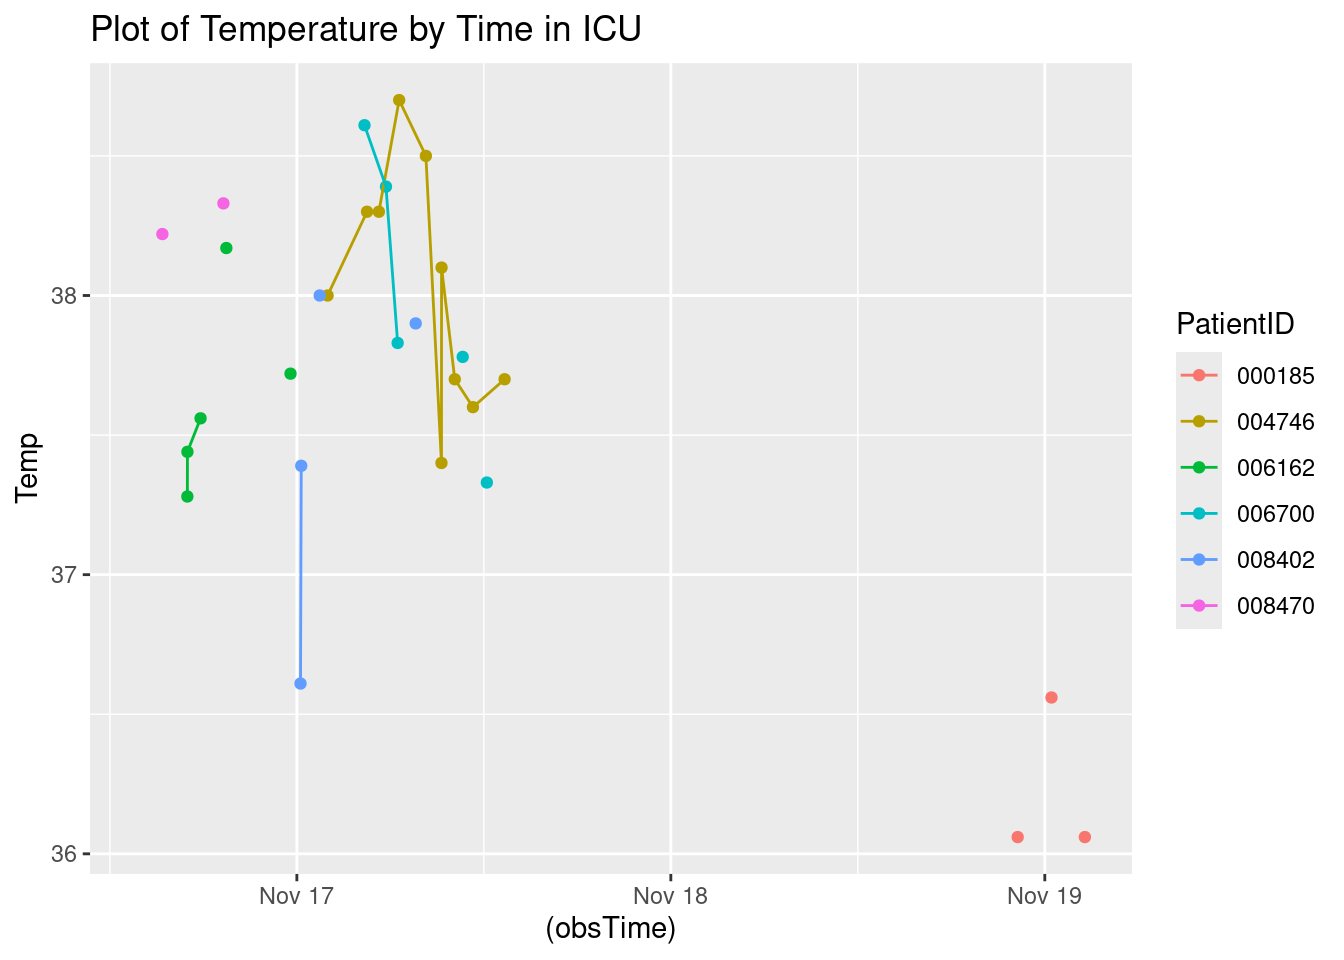 Plot of Temperature by Time in ICU
Temp
38
37
36
Nov 17
Nov 18
Nov 19
(obsTime)
PatientID
000185
004746
006162
006700
008402
008470